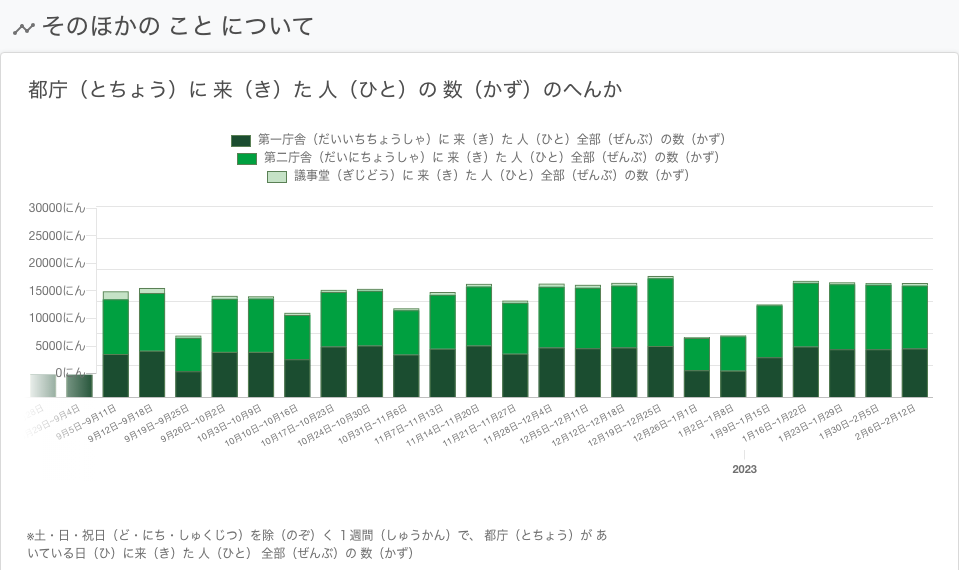 そのほかの こと について
都庁（とちょう）に 来（き）た 人（ひと）の 数（かず）のへんか
第一庁舎（だいいちちょうしゃ）に 来（き）た 人（ひと）全部（ぜんぶ）の数（かず）
第二庁舎（だいにちょうしゃ）に 来（き）た 人（ひと）全部（ぜんぶ）の数（かず）
議事堂（ぎじどう）に 来（き）た 人（ひと）全部（ぜんぶ）の数（かず）
30000にん
25000にん
20000にん
15000にん
10000にん
5000にん
0にん
29日~9月4日
9月5日~9月11日
9月12日~9月18日
9月19日~9月25日
9月26日~10月2日
10月3日~10月9日
10月10日~10月16日
10月17日~10月23日
10月24日~10月30日
10月31日~11月6日
11月7日~11月13日
11月14日~11月20日
11月21日~11月27日
11月28日~12月4日
12月5日~12月11日
12月12日~12月18日
12月19日~12月25日
12月26日~1月1日
1月2日~1月8日
1月9日~1月15日
1月16日~1月22日
1月23日~1月29日
1月30日~2月5日
2月6日~2月12日
2023
※土・日・祝日（ど・にち・しゅくじつ）を除（のぞ）く 1 週間（しゅうかん）で、 都庁（とちょう）が あ
いている日（ひ）に来（き）た 人（ひと） 全部（ぜんぶ）の 数（かず）